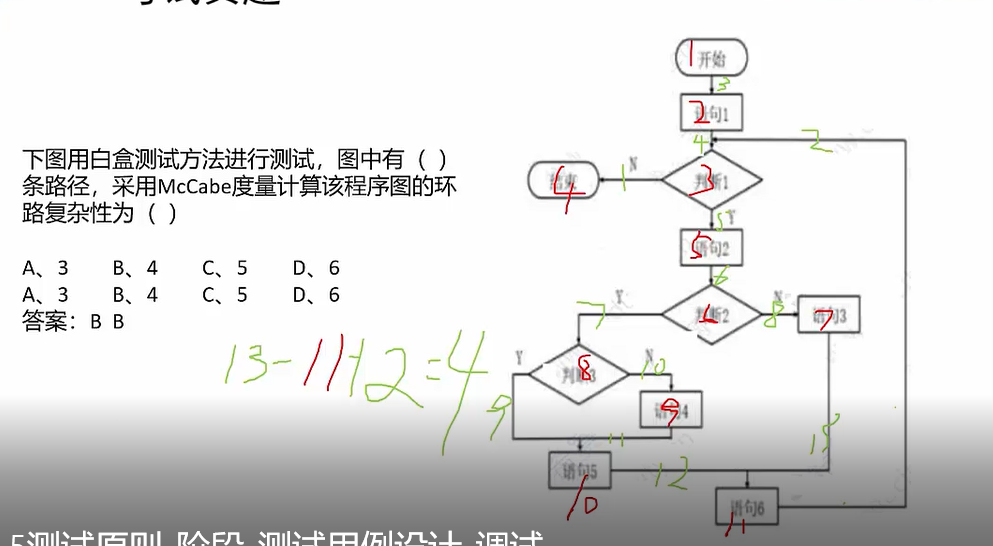 下图用白盒测试方法进行测试，图中有（ ）
条路径，采用McCabe度量计算该程序图的环
路复杂性为（ ）
A、3 B、4 C、5 D、6
A、3 B、4 C、5 D、6
答案：B B
13-11+2=4
1
开始
3
2
语句1
4
2
结束
4
1
N
3
判断1
5
Y
5
语句2
6
Y
7
判断2
N
8
7
语句3
Y
8
判断3
N
10
9
9
语句4
11
语句5
10
12
13
语句6
11
5测试原则 阶段 测试用例设计 调试